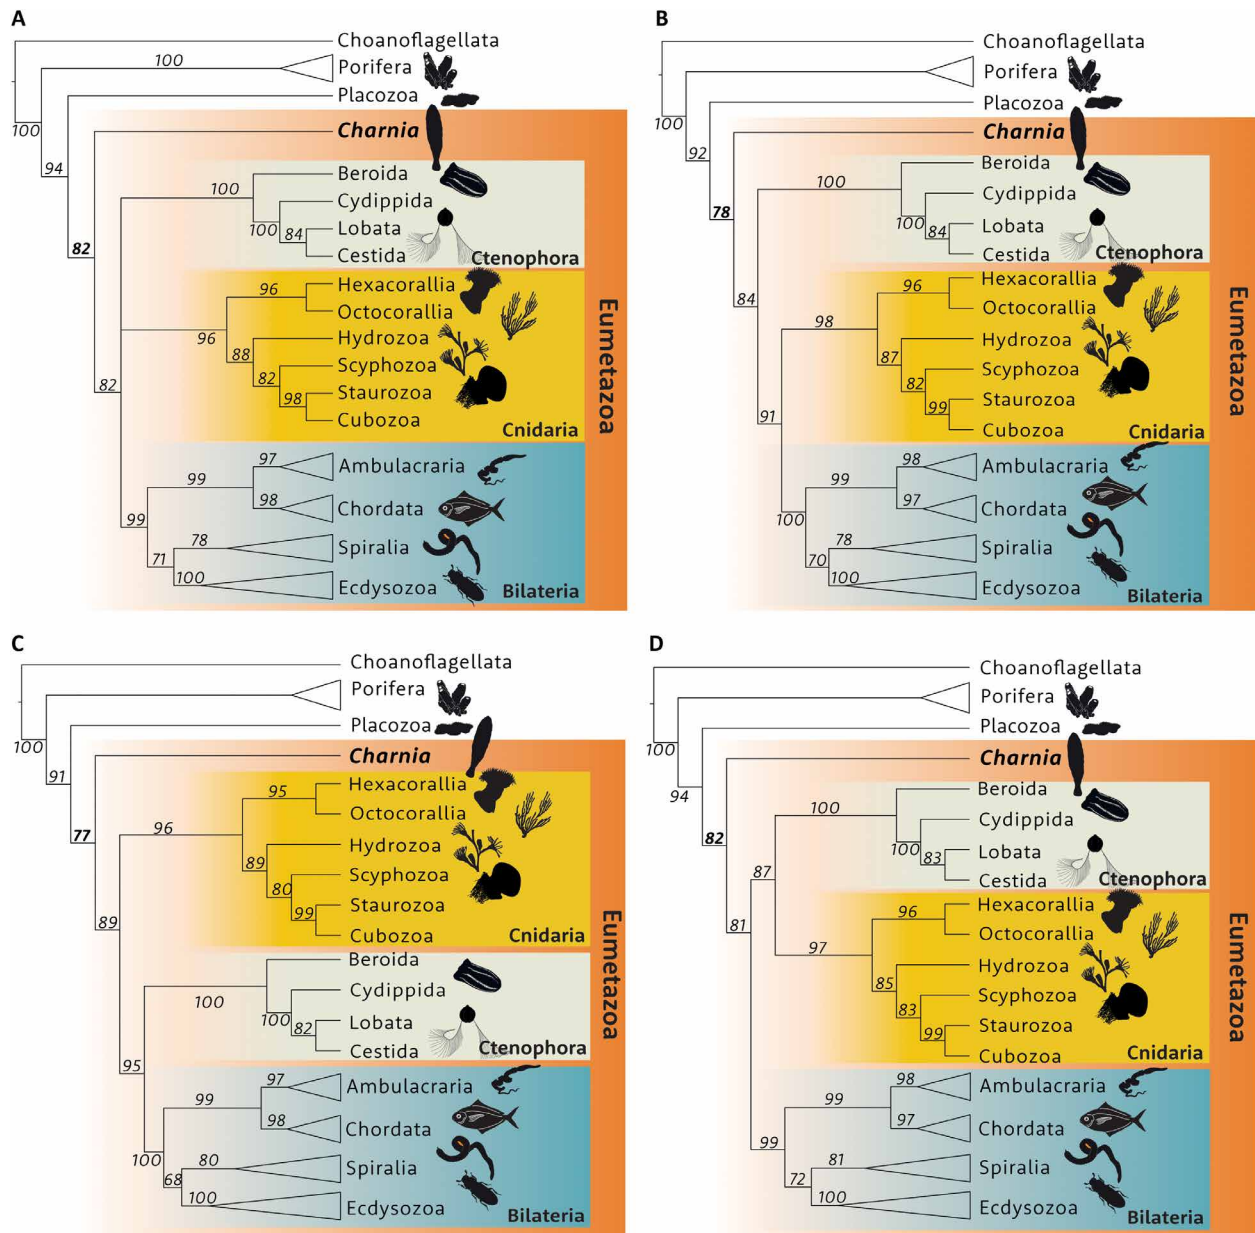 A
Choanoflagellata
100
Porifera
Placozoa
100
Charnia
94
Beroida
100
Cydippida
100
Lobata
84
82
Cestida
Ctenophora
Hexacorallia
96
Octocorallia
96
Hydrozoa
88
Scyphozoa
82
Staurozoa
98
82
Cubozoa
Cnidaria
Eumetazoa
97
Ambulacraria
99
98
Chordata
99
78
Spiralia
71
100
Ecdysozoa
Bilateria
B
Choanoflagellata
Porifera
Placozoa
100
Charnia
92
Beroida
100
Cydippida
78
100
Lobata
84
Cestida
Ctenophora
Hexacorallia
96
84
Octocorallia
98
Hydrozoa
87
Scyphozoa
82
Staurozoa
99
91
Cubozoa
Cnidaria
Eumetazoa
98
Ambulacraria
99
97
Chordata
100
78
Spiralia
70
100
Ecdysozoa
Bilateria
C
Choanoflagellata
Porifera
Placozoa
100
Charnia
91
Hexacorallia
95
Octocorallia
77
96
Hydrozoa
89
Scyphozoa
80
Staurozoa
99
89
Cubozoa
Cnidaria
Eumetazoa
Beroida
100
Cydippida
100
Lobata
82
Cestida
Ctenophora
95
97
Ambulacraria
99
98
Chordata
100
80
Spiralia
68
100
Ecdysozoa
Bilateria
D
Choanoflagellata
Porifera
Placozoa
100
Charnia
94
Beroida
100
Cydippida
82
100
Lobata
83
87
Cestida
Ctenophora
Hexacorallia
96
81
Octocorallia
97
Hydrozoa
85
Scyphozoa
83
Staurozoa
99
Cubozoa
Cnidaria
Eumetazoa
98
Ambulacraria
99
97
Chordata
99
81
Spiralia
72
100
Ecdysozoa
Bilateria